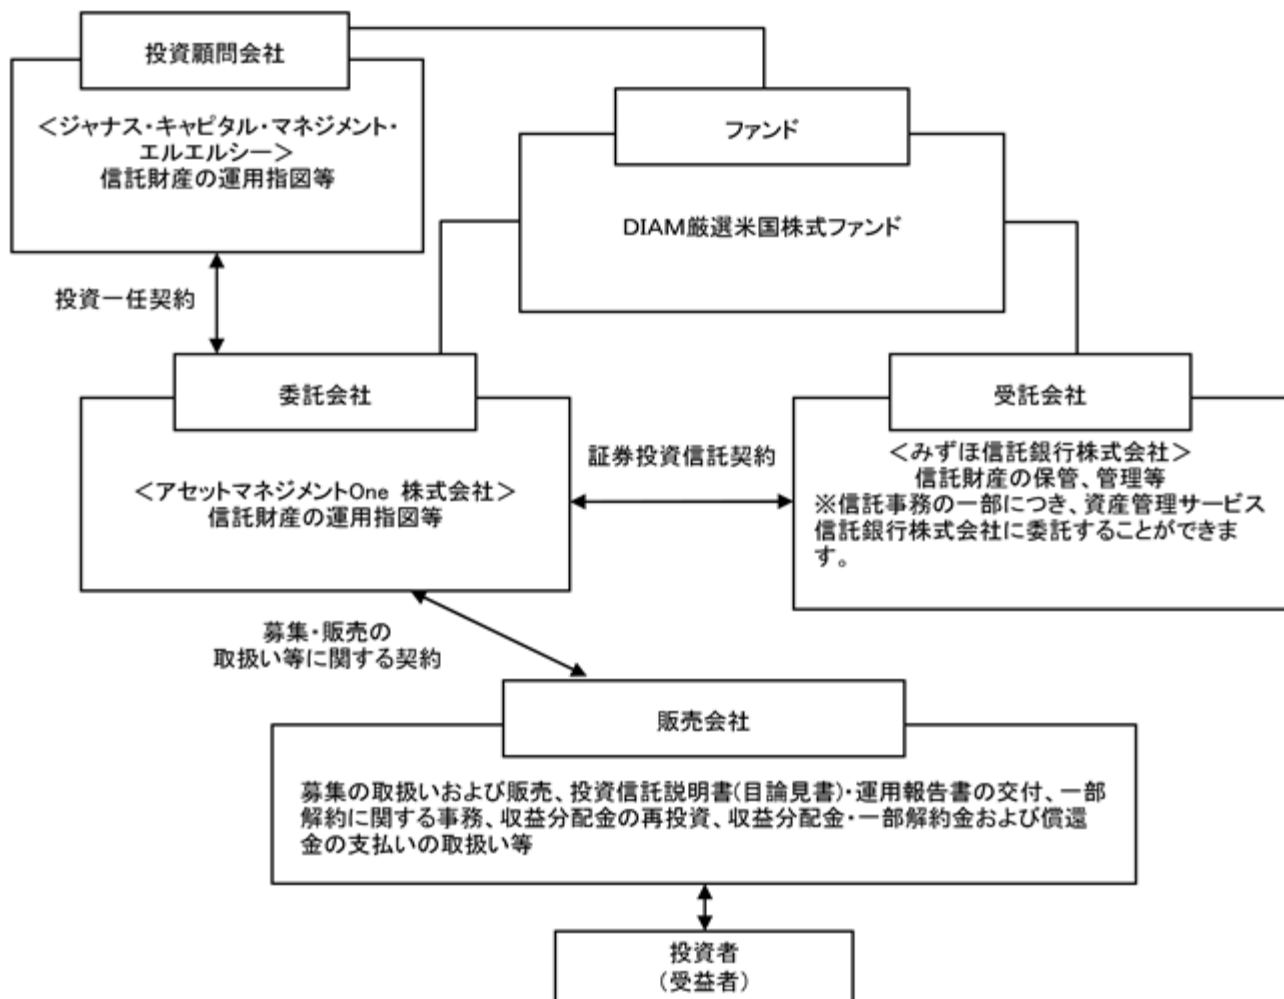 投資顧問会社
<ジャナス・キャピタル・マネジメント・
エルエルシー>
信託財産の運用指図等
ファンド
DIAM厳選米国株式ファンド
投資一任契約
委託会社
<アセットマネジメントOne 株式会社>
信託財産の運用指図等
証券投資信託契約
受託会社
<みずほ信託銀行株式会社>
信託財産の保管、管理等
※信託事務の一部につき、資産管理サービス
信託銀行株式会社に委託することができま
す。
募集・販売の
取扱い等に関する契約
販売会社
募集の取扱いおよび販売、投資信託説明書(目論見書)・運用報告書の交付、一部
解約に関する事務、収益分配金の再投資、収益分配金・一部解約金および償還
金の支払いの取扱い等
投資者
(受益者)